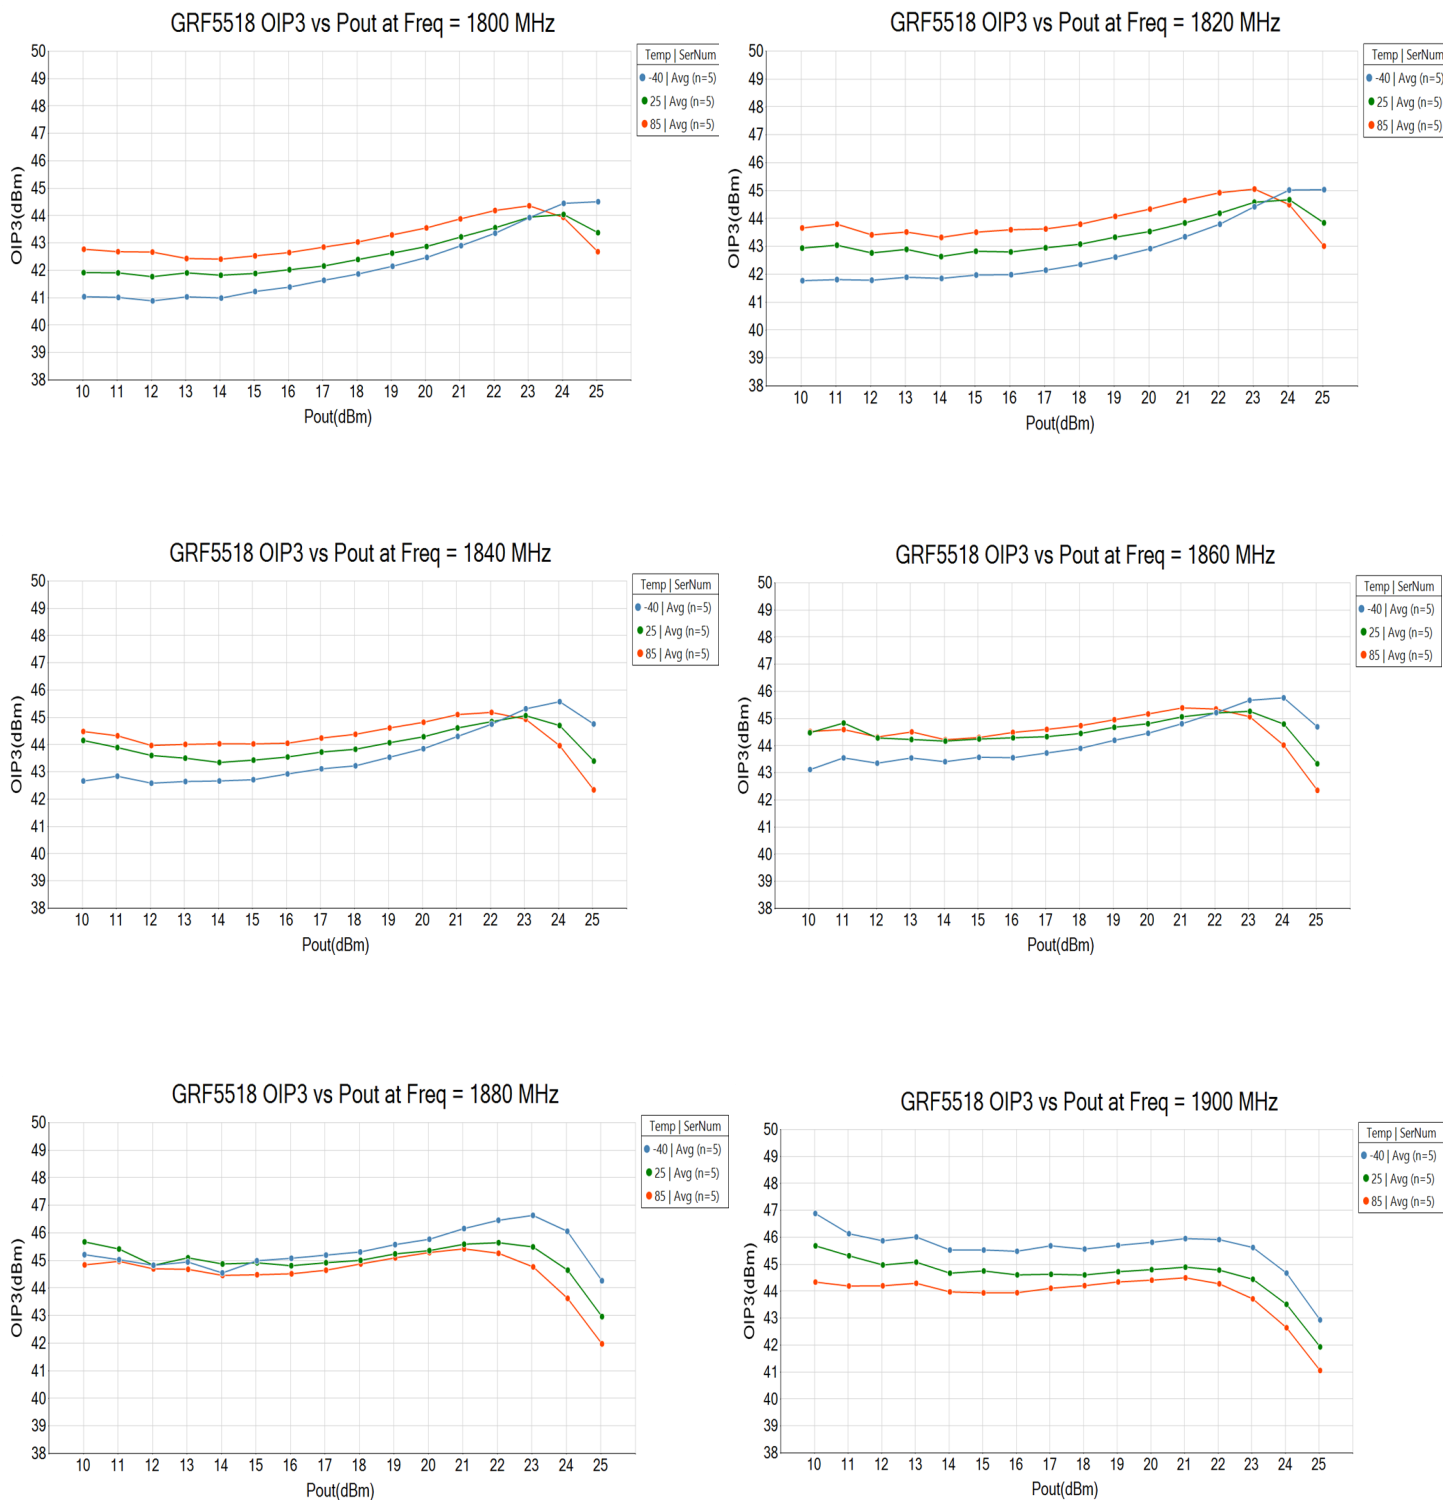 GRF5518 OIP3 vs Pout at Freq = 1800 MHz
Temp | SerNum
-40 | Avg (n=5)
25 | Avg (n=5)
85 | Avg (n=5)
OIP3(dBm)
50
49
48
47
46
45
44
43
42
41
40
39
38
10 11 12 13 14 15 16 17 18 19 20 21 22 23 24 25
Pout(dBm)
GRF5518 OIP3 vs Pout at Freq = 1820 MHz
Temp | SerNum
-40 | Avg (n=5)
25 | Avg (n=5)
85 | Avg (n=5)
OIP3(dBm)
50
49
48
47
46
45
44
43
42
41
40
39
38
10 11 12 13 14 15 16 17 18 19 20 21 22 23 24 25
Pout(dBm)
GRF5518 OIP3 vs Pout at Freq = 1840 MHz
Temp | SerNum
-40 | Avg (n=5)
25 | Avg (n=5)
85 | Avg (n=5)
OIP3(dBm)
50
49
48
47
46
45
44
43
42
41
40
39
38
10 11 12 13 14 15 16 17 18 19 20 21 22 23 24 25
Pout(dBm)
GRF5518 OIP3 vs Pout at Freq = 1860 MHz
Temp | SerNum
-40 | Avg (n=5)
25 | Avg (n=5)
85 | Avg (n=5)
OIP3(dBm)
50
49
48
47
46
45
44
43
42
41
40
39
38
10 11 12 13 14 15 16 17 18 19 20 21 22 23 24 25
Pout(dBm)
GRF5518 OIP3 vs Pout at Freq = 1880 MHz
Temp | SerNum
-40 | Avg (n=5)
25 | Avg (n=5)
85 | Avg (n=5)
OIP3(dBm)
50
49
48
47
46
45
44
43
42
41
40
39
38
10 11 12 13 14 15 16 17 18 19 20 21 22 23 24 25
Pout(dBm)
GRF5518 OIP3 vs Pout at Freq = 1900 MHz
Temp | SerNum
-40 | Avg (n=5)
25 | Avg (n=5)
85 | Avg (n=5)
OIP3(dBm)
50
49
48
47
46
45
44
43
42
41
40
39
38
10 11 12 13 14 15 16 17 18 19 20 21 22 23 24 25
Pout(dBm)